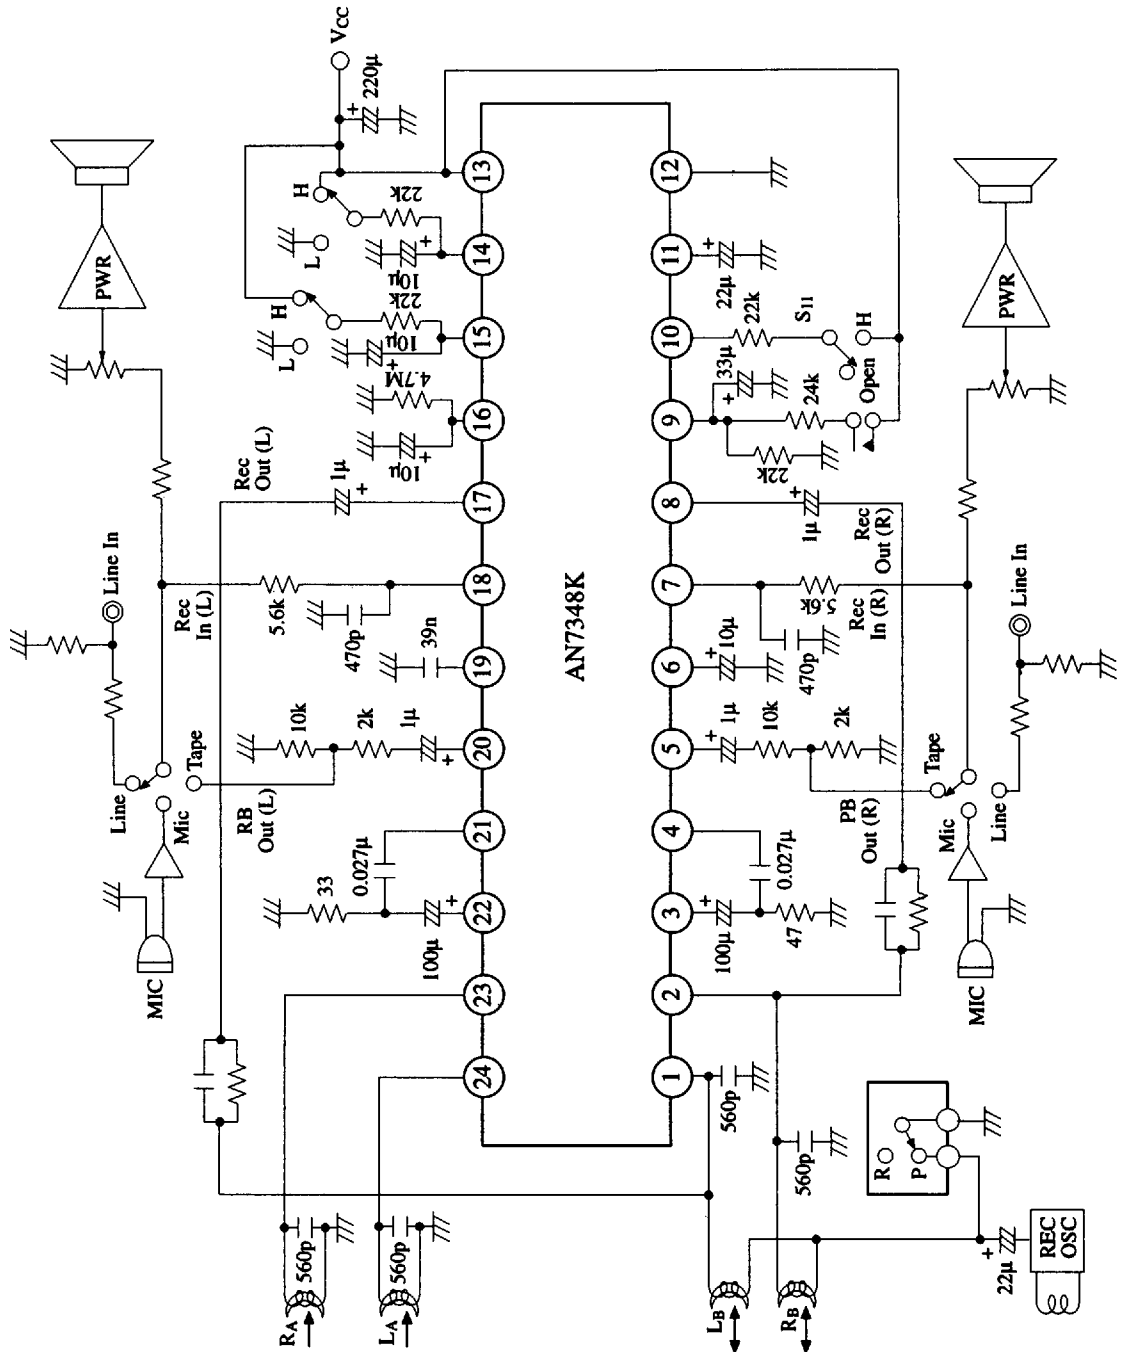 Vcc
220µ
+
PWR
H
22k
L
10µ
+
H
22k
L
10µ
+
4.7M
10µ
+
Rec
Out (L)
1µ
+
Line In
Rec
In (L)
5.6k
470p
39n
10k
2k
1µ
+
Line
Tape
Mic
RB
Out (L)
33
0.027µ
100µ
+
MIC
560p
RA
560p
LA
13
14
15
16
17
18
19
20
21
22
23
24
AN7348K
12
11
10
9
8
7
6
5
4
3
2
1
+
22µ
22k
S11
H
Open
33µ
+
24k
22k
+
1µ
Rec
Out (R)
5.6k
Rec
In (R)
470p
+
10µ
+
1µ
10k
2k
PB
Out (R)
Tape
Mic
Line
Line In
PWR
0.027µ
+
100µ
47
MIC
560p
560p
R
P
LB
RB
+
22µ
REC
OSC